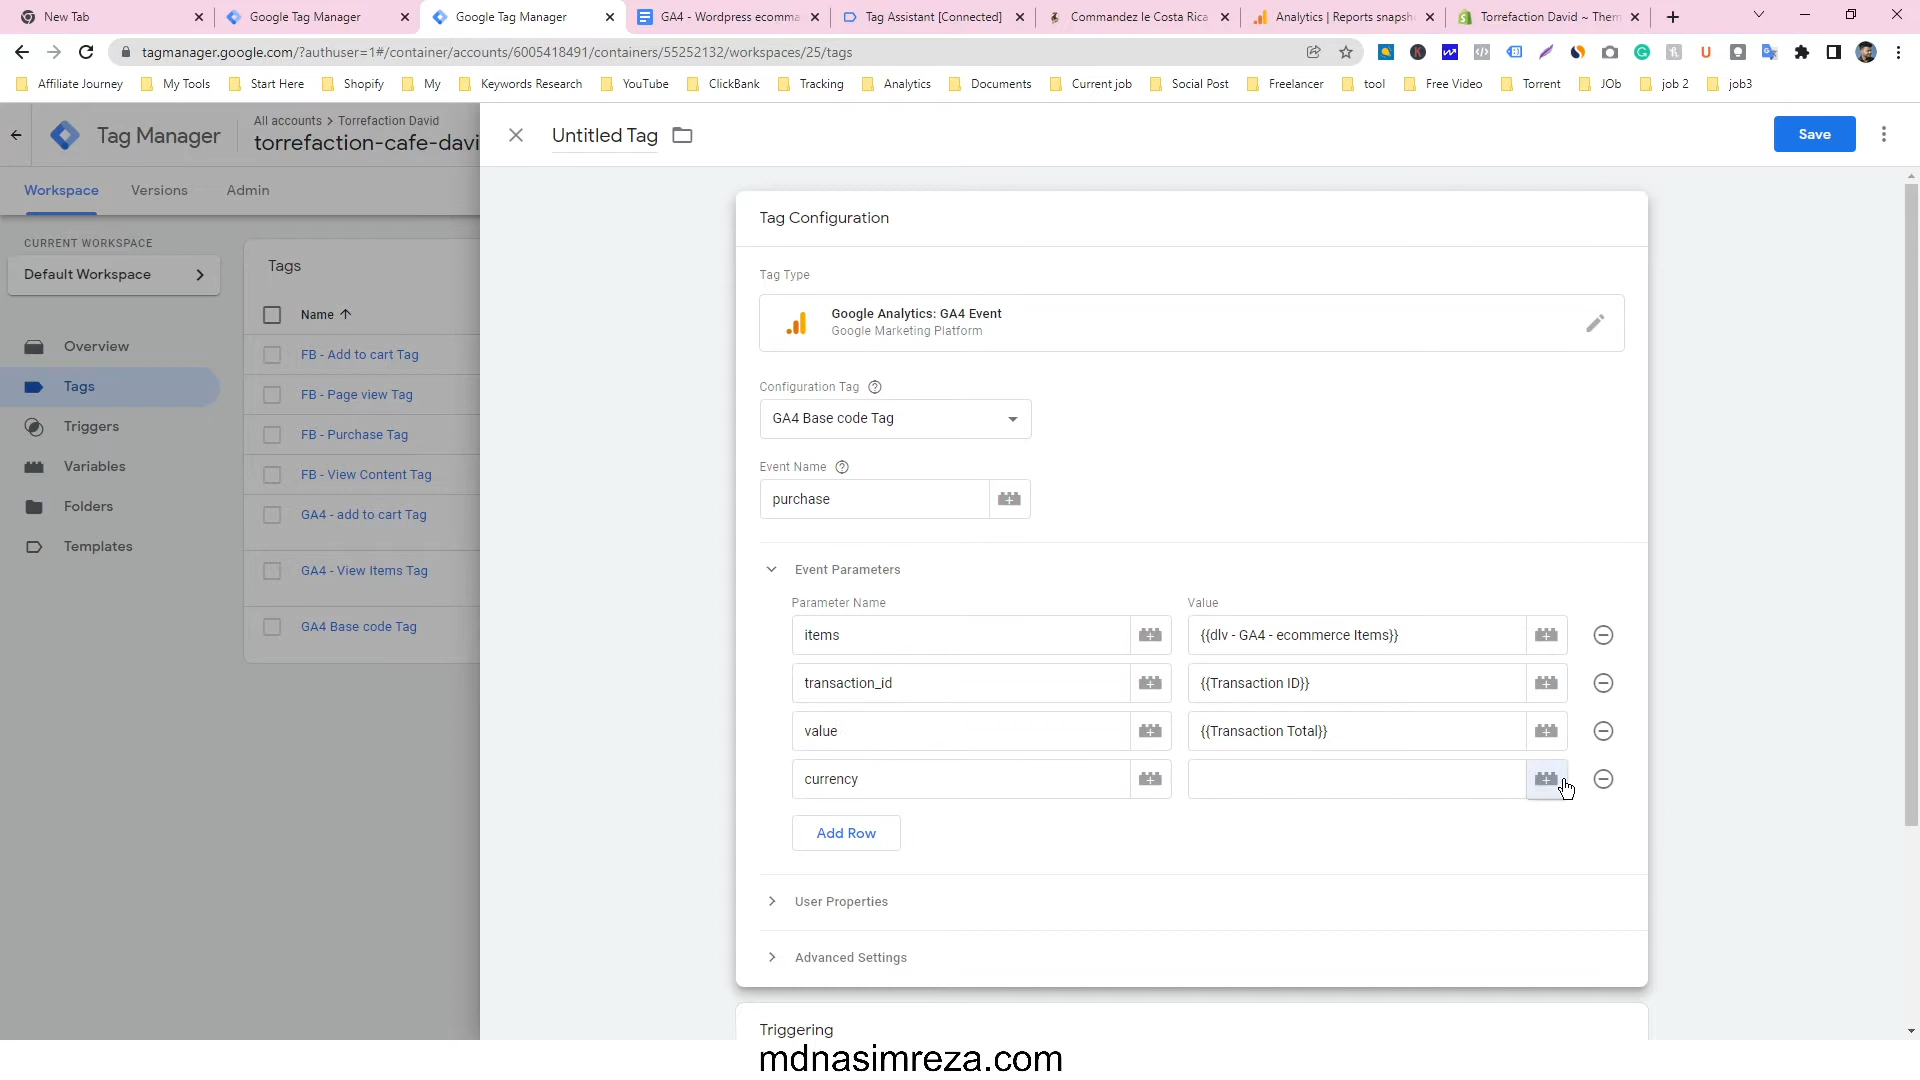 New Tab
Google Tag Manager
Google Tag Manager
GA4 - Wordpress ecomma
Tag Assistant [Connected]
Commandez le Costa Rica
Analytics | Reports snapsh
Torrefaction David ~ Them
tagmanager.google.com/?authuser=1#/container/accounts/6005418491/containers/55252132/workspaces/25/tags
Affiliate Journey
My Tools
Start Here
Shopify
My
Keywords Research
YouTube
ClickBank
Tracking
Analytics
Documents
Current job
Social Post
Freelancer
tool
Free Video
Torrent
JOb
job 2
job3
Tag Manager
All accounts > Torrefaction David
torrefaction-cafe-davi
Untitled Tag
Save
Workspace
Versions
Admin
CURRENT WORKSPACE
Default Workspace
Overview
Tags
Triggers
Variables
Folders
Templates
Tags
Name
FB - Add to cart Tag
FB - Page view Tag
FB - Purchase Tag
FB - View Content Tag
GA4 - add to cart Tag
GA4 - View Items Tag
GA4 Base code Tag
Tag Configuration
Tag Type
Google Analytics: GA4 Event
Google Marketing Platform
Configuration Tag
GA4 Base code Tag
Event Name
purchase
Event Parameters
Parameter Name
Value
items
{{dlv - GA4 - ecommerce Items}}
transaction_id
{{Transaction ID}}
value
{{Transaction Total}}
currency
Add Row
User Properties
Advanced Settings
Triggering
mdnasimreza.com